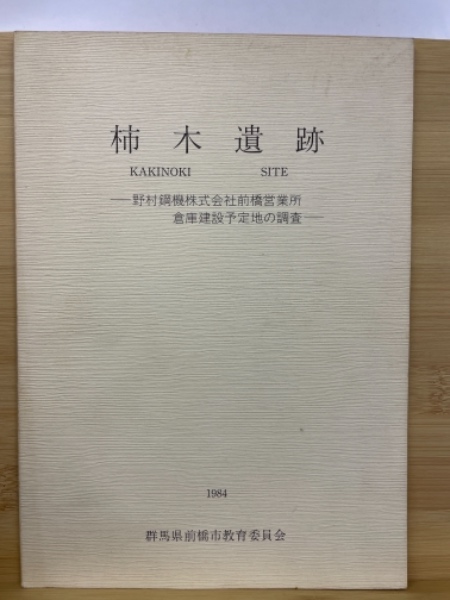 柿木遺跡
KAKINOKI SITE
―野村鋼機株式会社前橋営業所
倉庫建設予定地の調査―
1984
群馬県前橋市教育委員会